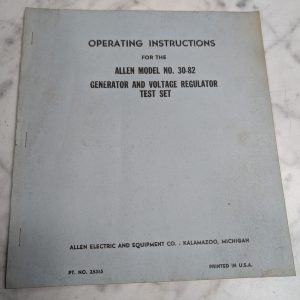 OPERATING INSTRUCTIONS
FOR THE
ALLEN MODEL NO. 30-82
GENERATOR AND VOLTAGE REGULATOR
TEST SET
ALLEN ELECTRIC AND EQUIPMENT CO. - KALAMAZOO, MICHIGAN
PT. NO. 25315
PRINTED IN U.S.A.